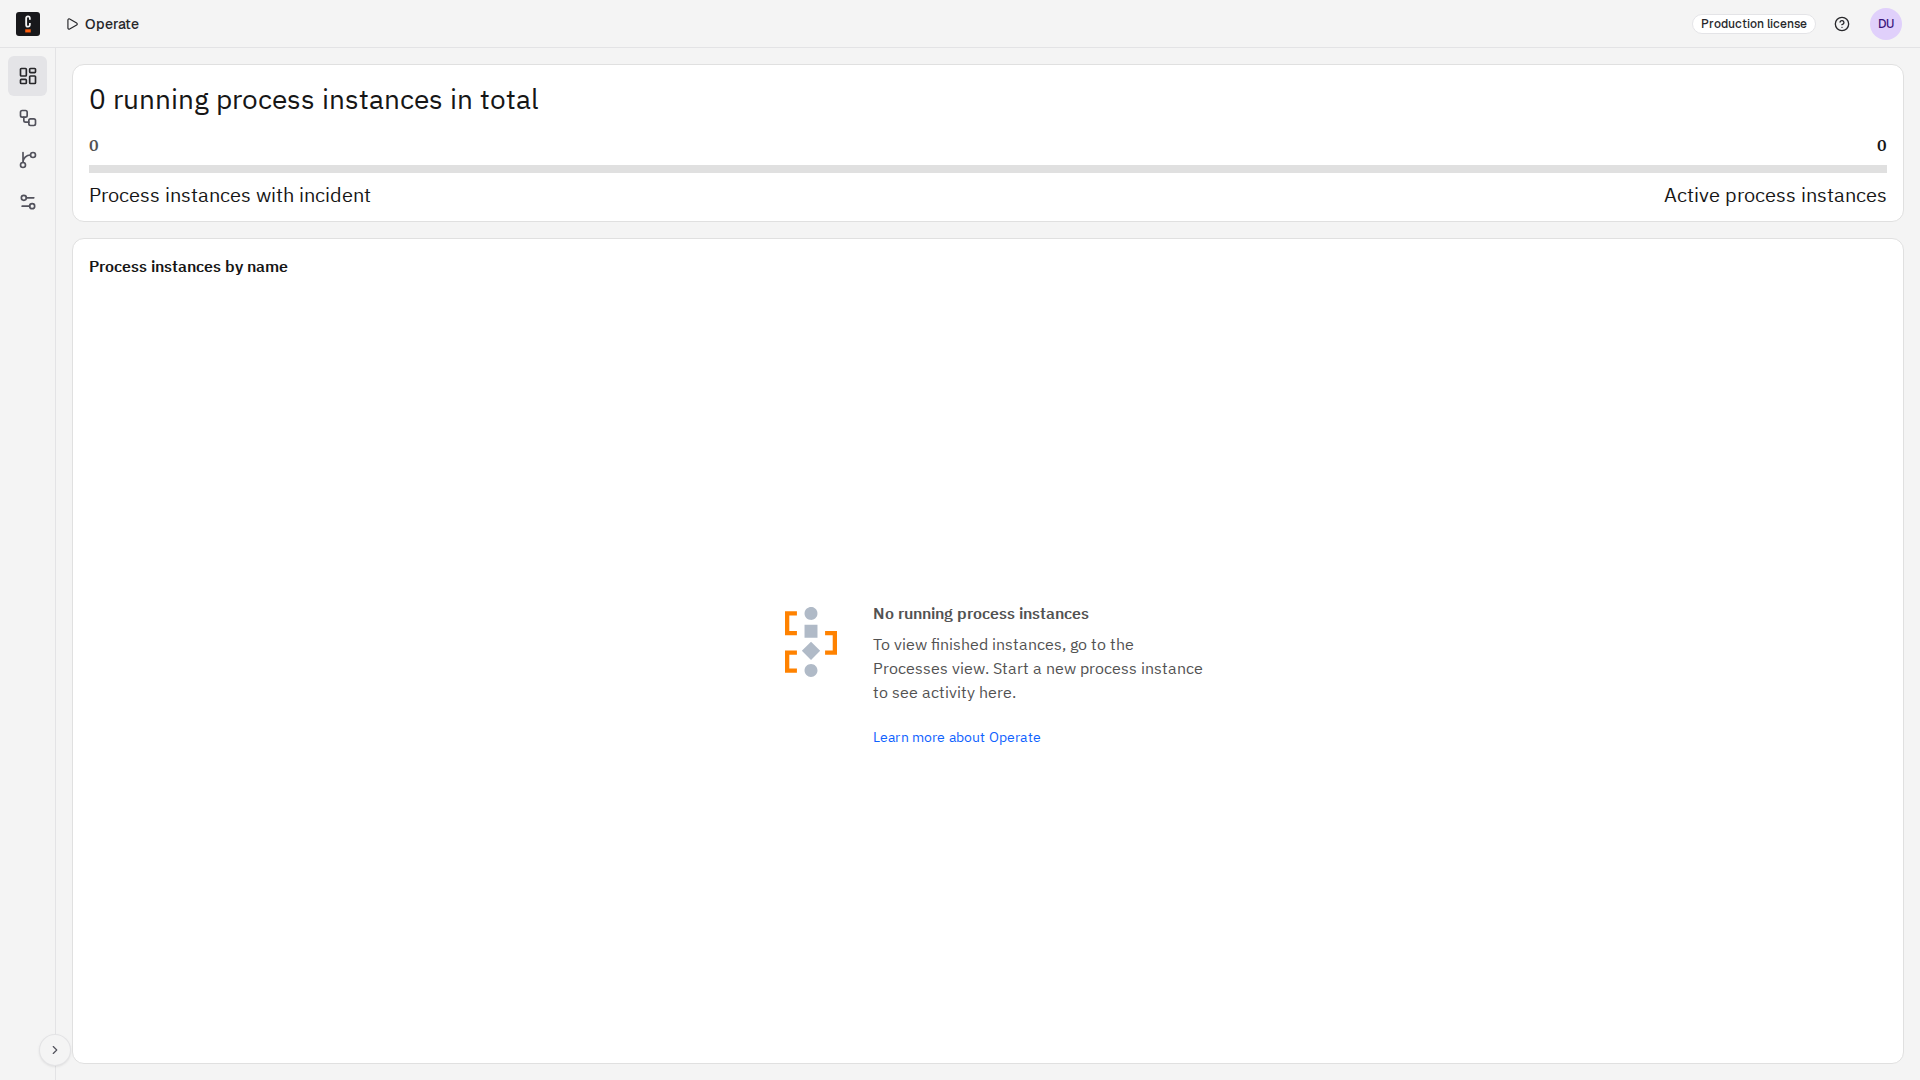 Operate
Production license
DU
0 running process instances in total
0
0
Process instances with incident
Active process instances
Process instances by name
No running process instances
To view finished instances, go to the
Processes view. Start a new process instance
to see activity here.
Learn more about Operate